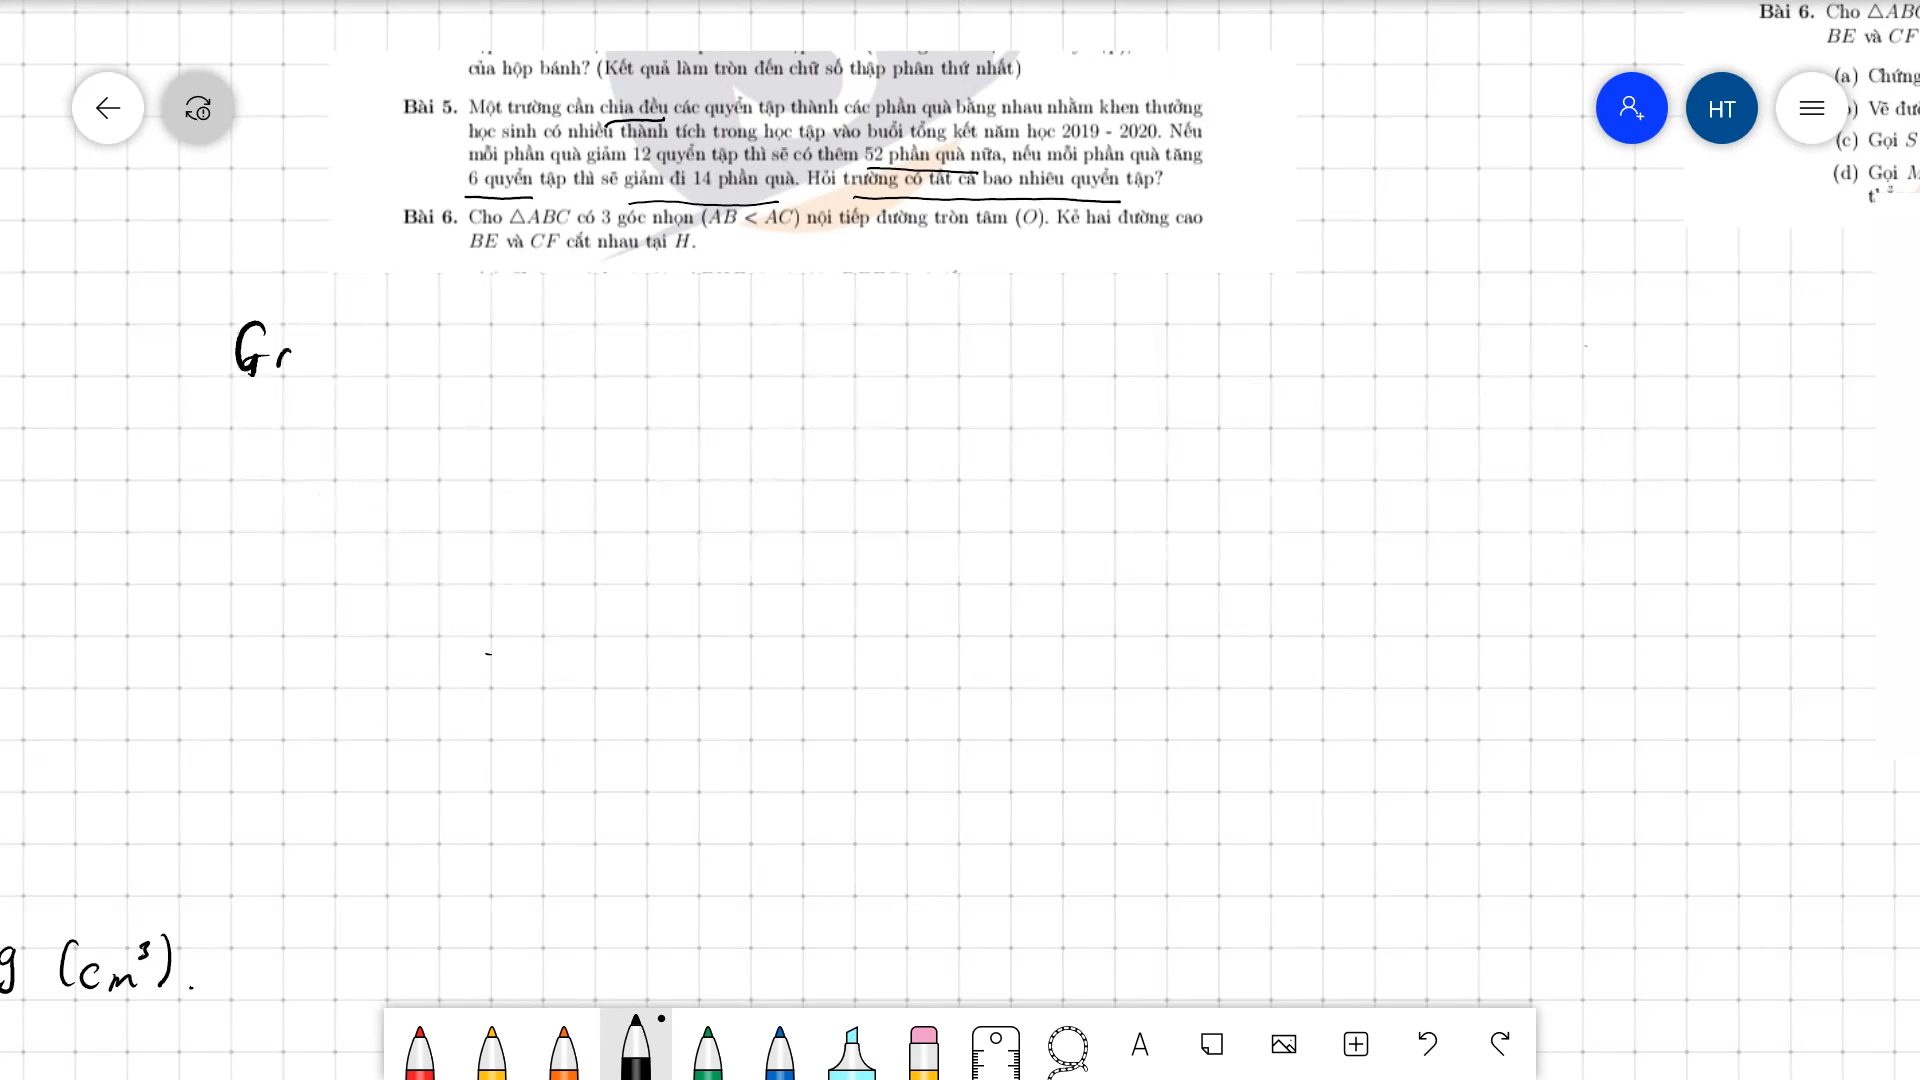 của hộp bánh? (Kết quả làm tròn đến chữ số thập phân thứ nhất)
Bài 5. Một trường cần chia đều các quyển tập thành các phần quà bằng nhau nhằm khen thưởng
học sinh có nhiều thành tích trong học tập vào buổi tổng kết năm học 2019 - 2020. Nếu
mỗi phần quà giảm 12 quyển tập thì sẽ có thêm 52 phần quà nữa, nếu mỗi phần quà tăng
6 quyển tập thì sẽ giảm đi 14 phần quà. Hỏi trường có tất cả bao nhiêu quyển tập?
Bài 6. Cho △ABC có 3 góc nhọn (AB < AC) nội tiếp đường tròn tâm (O). Kẻ hai đường cao
BE và CF cắt nhau tại H.
Bài 6. Cho △ABC
BE và CF
(a) Chứng
) Vẽ đư
(c) Gọi S
(d) Gọi M
HT
G
g (cm³).
A